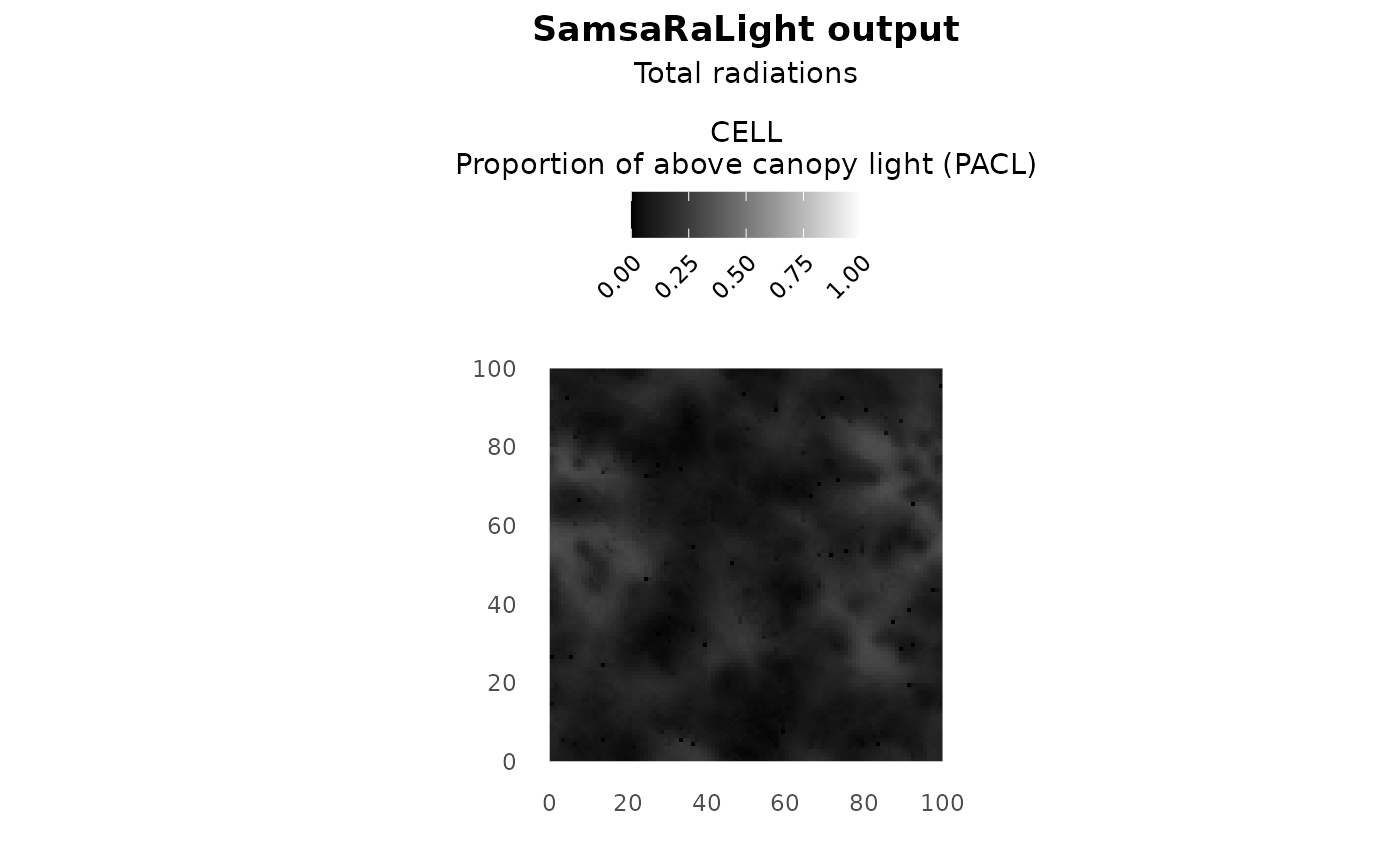 SamsaRaLight output
Total radiations
CELL
Proportion of above canopy light (PACL)
0.00 0.25 0.50 0.75 1.00
100
80
60
40
20
0
0 20 40 60 80 100